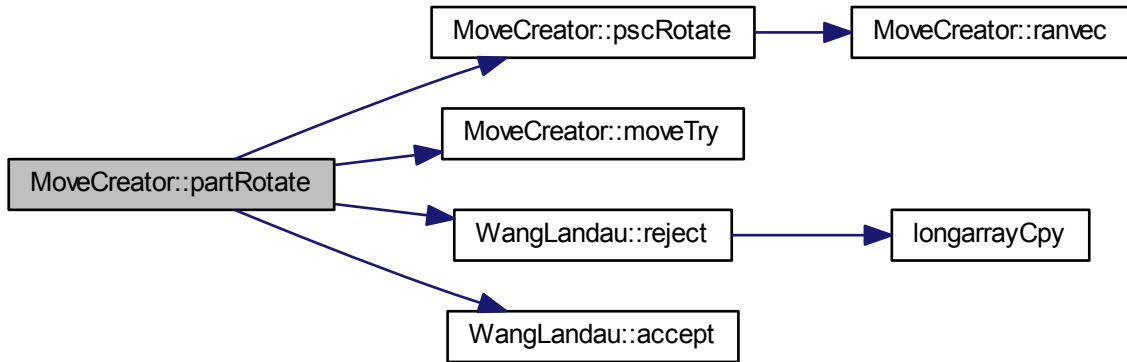 MoveCreator::pscRotate
MoveCreator::ranvec
MoveCreator::moveTry
MoveCreator::partRotate
WangLandau::reject
longarrayCpy
WangLandau::accept